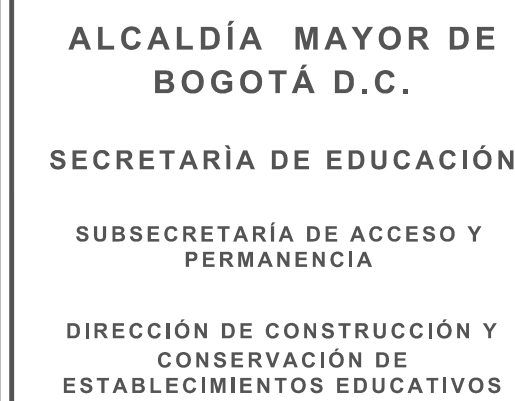 ALCALDÍA MAYOR DE
BOGOTÁ D.C.
SECRETARÌA DE EDUCACIÓN
SUBSECRETARÍA DE ACCESO Y
PERMANENCIA
DIRECCIÓN DE CONSTRUCCIÓN Y
CONSERVACIÓN DE
ESTABLECIMIENTOS EDUCATIVOS